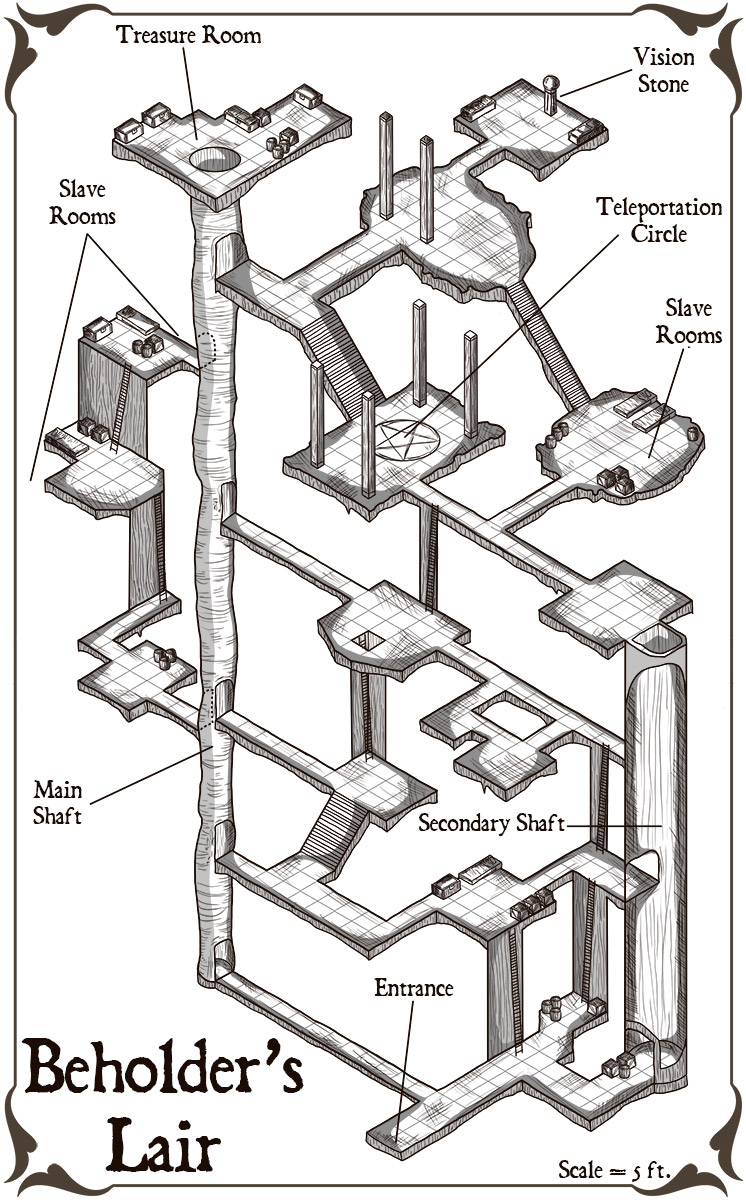 Treasure Room
Vision
Stone
Slave
Rooms
Teleportation
Circle
Slave
Rooms
Main
Shaft
Secondary Shaft
Entrance
Beholder's
Lair
Scale = 5 ft.